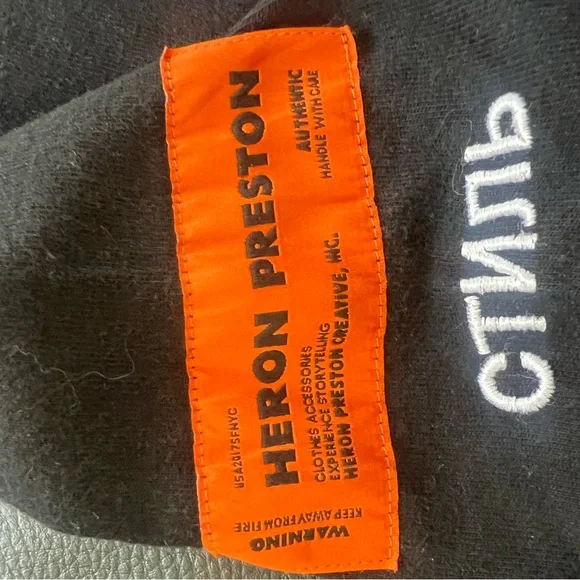 USA2017SFNYC
HERON PRESTON
CLOTHES ACCESSORIES
EXPERIENCE STORYTELLING
HERON PRESTON CREATIVE, INC.
AUTHENTIC
HANDLE WITH CARE
WARNING
KEEP AWAY FROM FIRE
СТИЛЬ